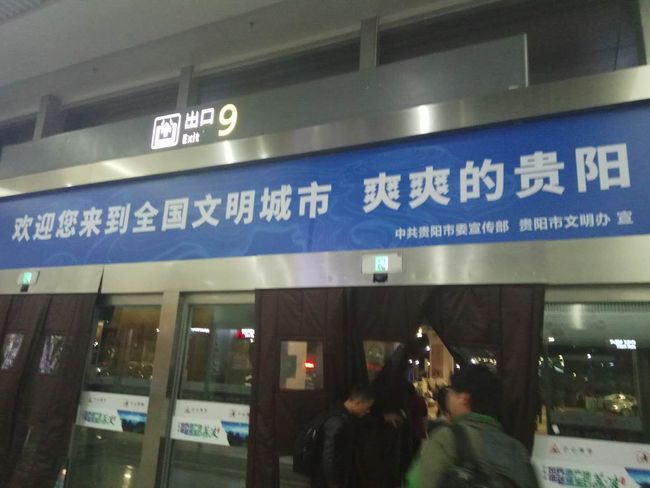 出口 9
Exit
欢迎您来到全国文明城市 爽爽的贵阳
中共贵阳市委宣传部 贵阳市文明办 宣